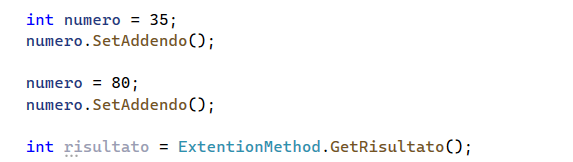 int numero = 35;
numero.SetAddendo();
numero = 80;
numero.SetAddendo();
int risultato = ExtentionMethod.GetRisultato();